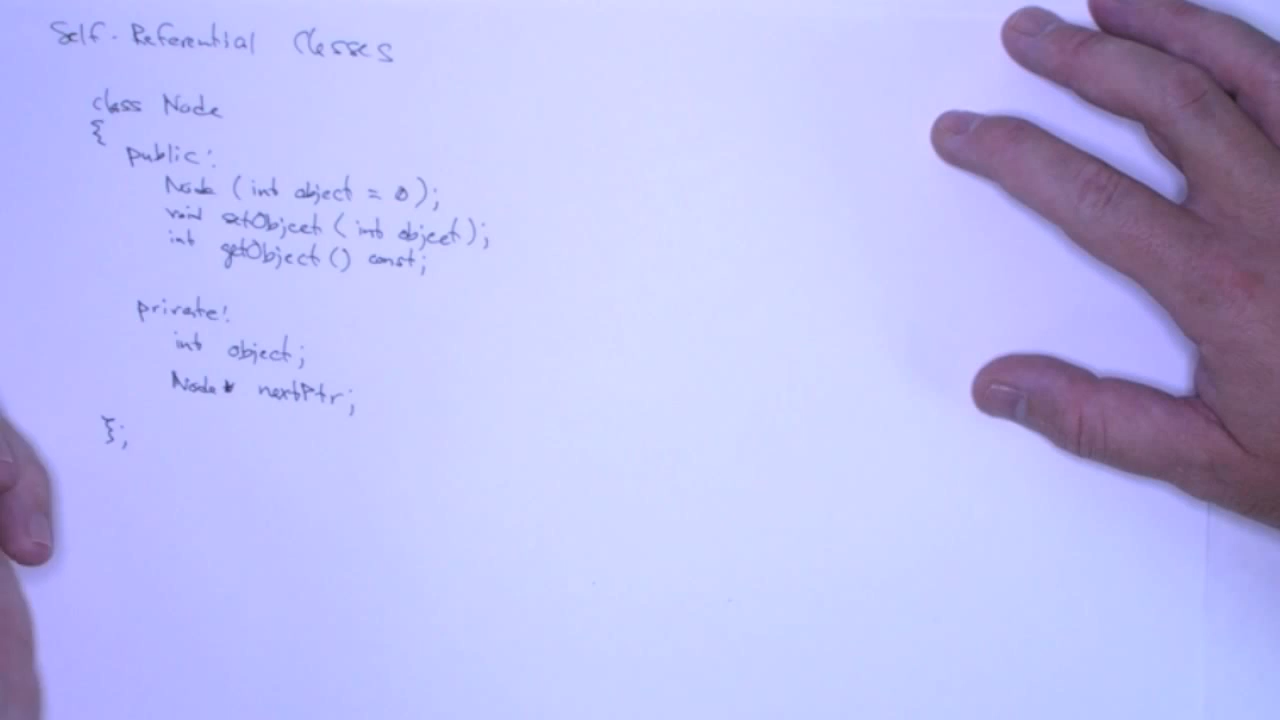 Self-Referential Classes
class Node
{
public:
Node (int object = 0);
void setObject (int object);
int getObject () const;
private:
int object;
Node* nextPtr;
};